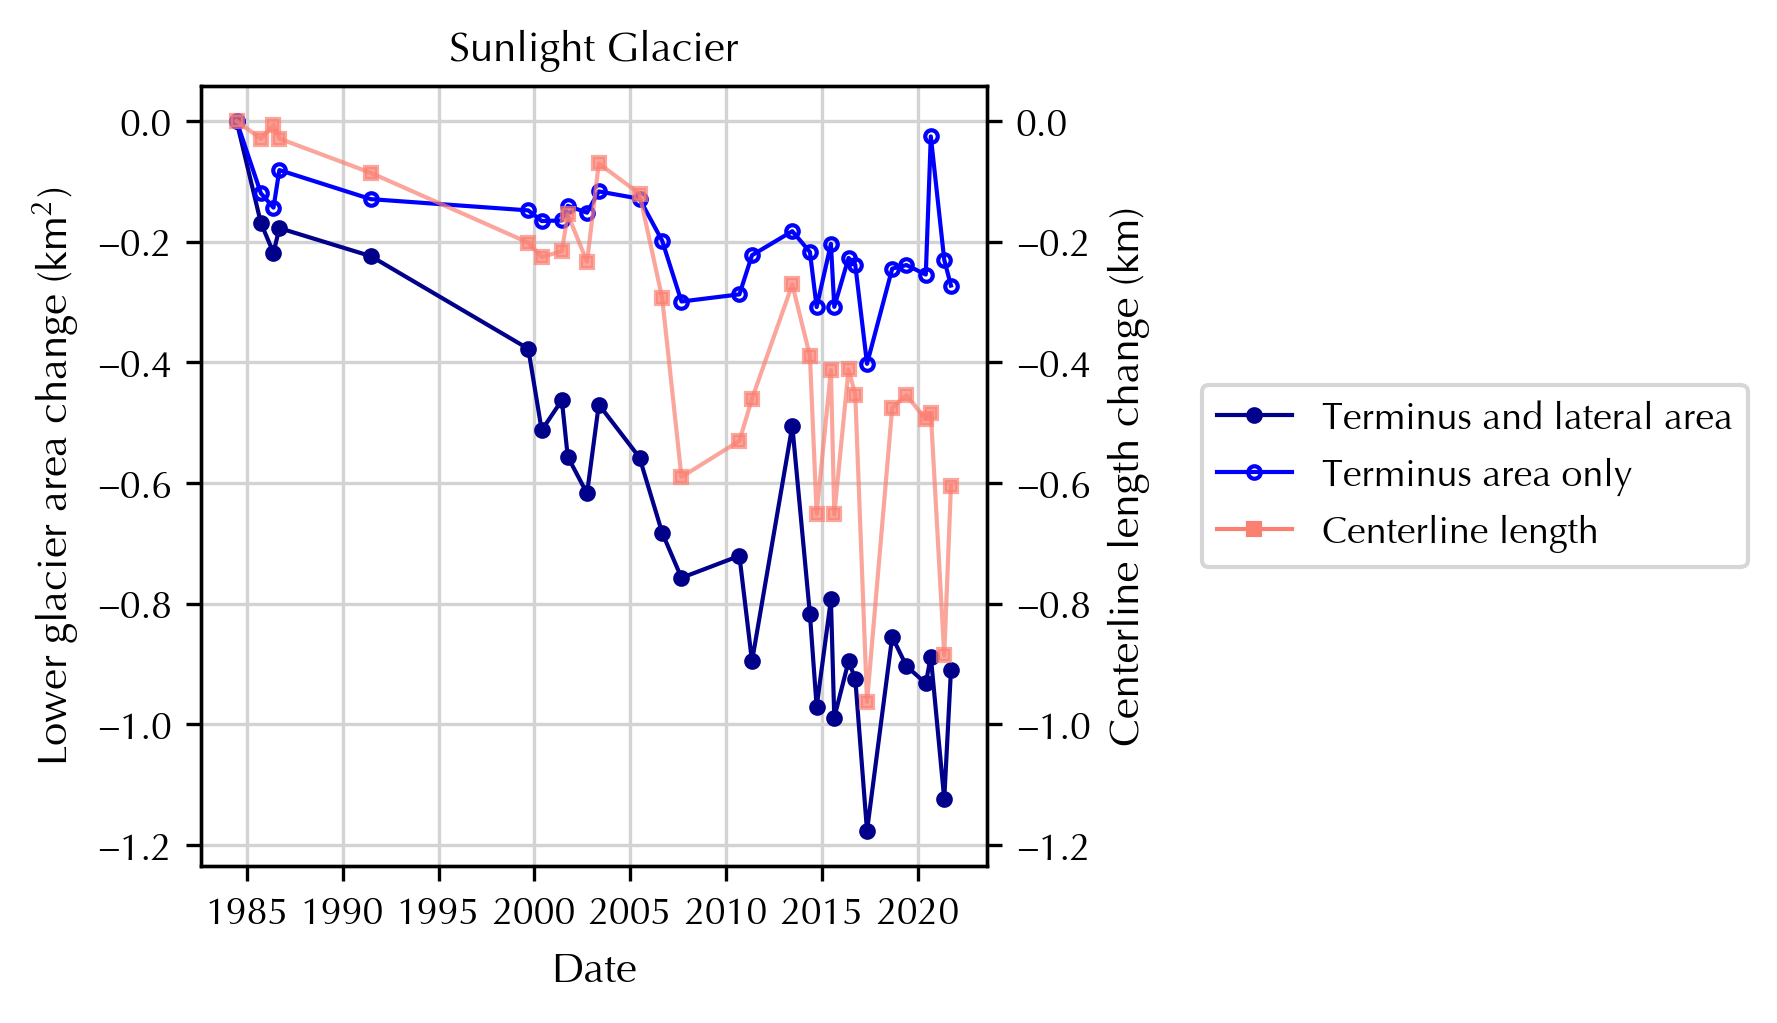 Sunlight Glacier
Lower glacier area change (km²)
0.0
−0.2
−0.4
−0.6
−0.8
−1.0
−1.2
0.0
−0.2
−0.4
−0.6
−0.8
−1.0
−1.2
Centerline length change (km)
1985 1990 1995 2000 2005 2010 2015 2020
Date
Terminus and lateral area
Terminus area only
Centerline length